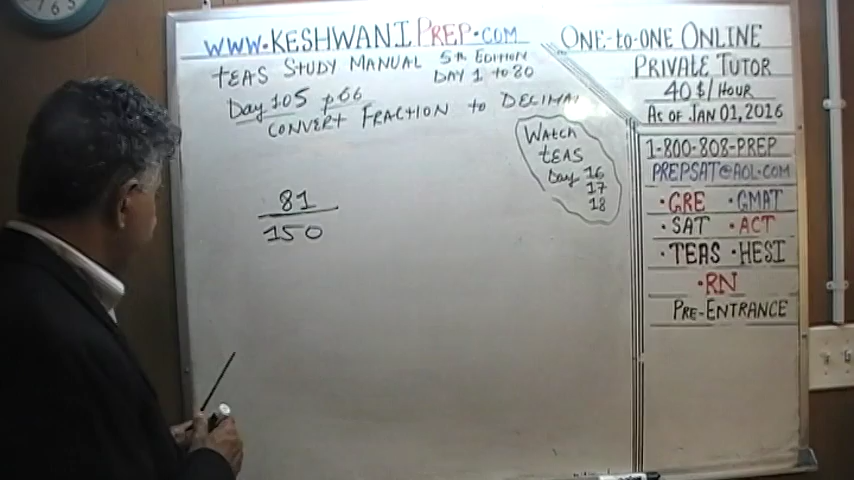 WWW.KESHWANIPREP.COM
TEAS STUDY MANUAL 5th EDITION
DAY 1 to 80
Day 105 p66
CONVERT FRACTION to DECIMAL
81
150
WATCH
tEAS
Day 16
17
18
ONE-to-ONE ONLINE
PRIVATE TUTOR
40$/HOUR
AS OF JAN 01,2016
1-800-808-PREP
PREPSAT@AOL.COM
•GRE •GMAT
•SAT •ACT
•TEAS •HESI
•RN
PRE-ENTRANCE